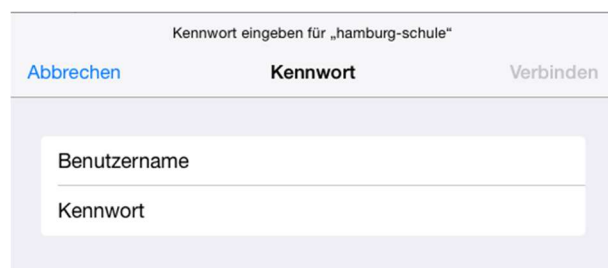 Kennwort eingeben für „hamburg-schule“
Abbrechen Kennwort Verbinden
Benutzername
Kennwort